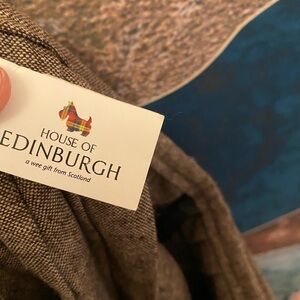 HOUSE OF
EDINBURGH
a wee gift from Scotland